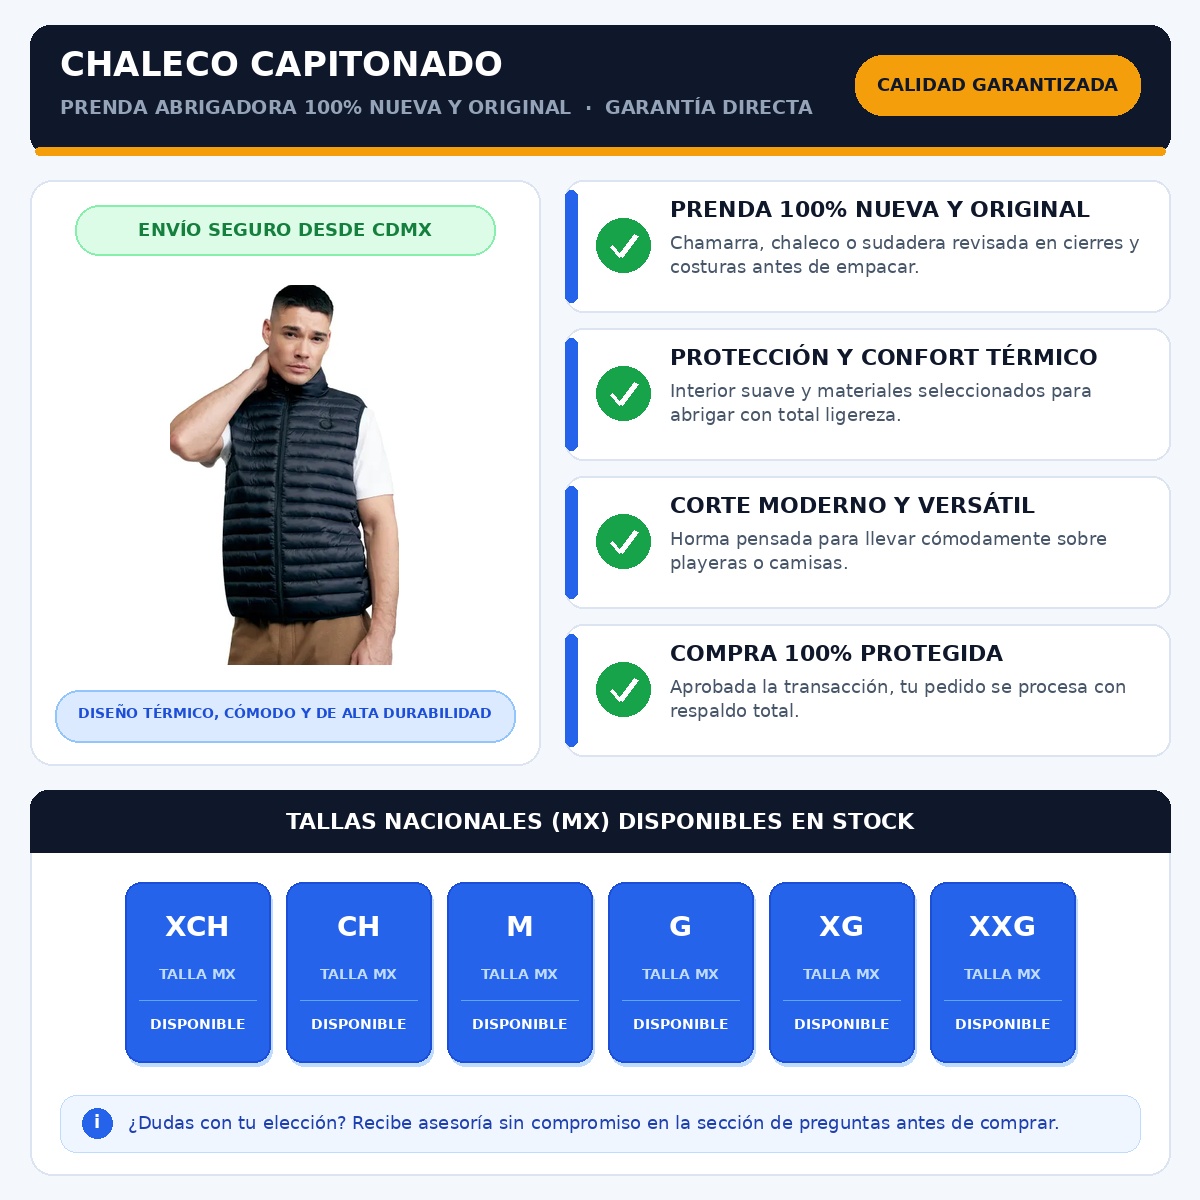 CHALECO CAPITONADO
PRENDA ABRIGADORA 100% NUEVA Y ORIGINAL · GARANTÍA DIRECTA
CALIDAD GARANTIZADA
ENVÍO SEGURO DESDE CDMX
DISEÑO TÉRMICO, CÓMODO Y DE ALTA DURABILIDAD
PRENDA 100% NUEVA Y ORIGINAL
Chamarra, chaleco o sudadera revisada en cierres y
costuras antes de empacar.
PROTECCIÓN Y CONFORT TÉRMICO
Interior suave y materiales seleccionados para
abrigar con total ligereza.
CORTE MODERNO Y VERSÁTIL
Horma pensada para llevar cómodamente sobre
playeras o camisas.
COMPRA 100% PROTEGIDA
Aprobada la transacción, tu pedido se procesa con
respaldo total.
TALLAS NACIONALES (MX) DISPONIBLES EN STOCK
XCH
TALLA MX
DISPONIBLE
CH
TALLA MX
DISPONIBLE
M
TALLA MX
DISPONIBLE
G
TALLA MX
DISPONIBLE
XG
TALLA MX
DISPONIBLE
XXG
TALLA MX
DISPONIBLE
i
¿Dudas con tu elección? Recibe asesoría sin compromiso en la sección de preguntas antes de comprar.